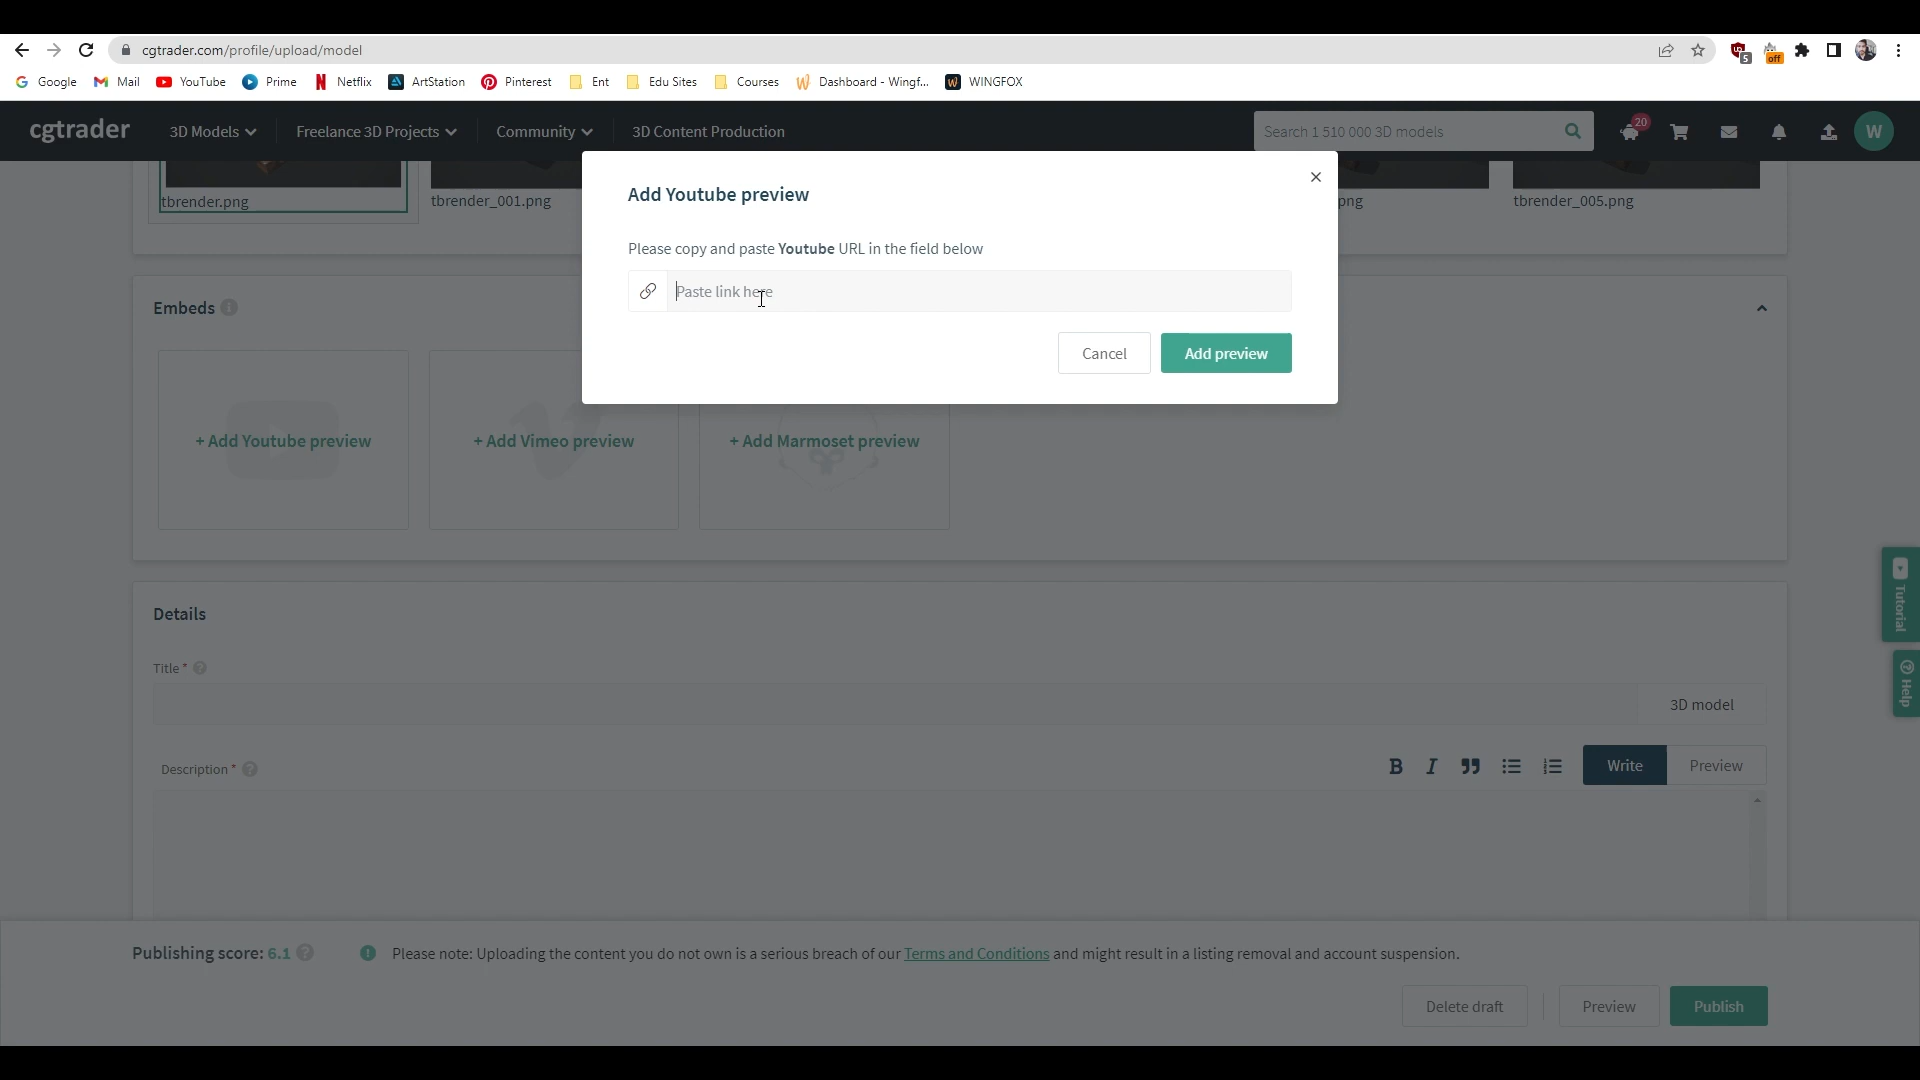 cgtrader.com/profile/upload/model
5
off
Google Mail YouTube Prime Netflix ArtStation Pinterest Ent Edu Sites Courses Dashboard - Wingf... WINGFOX
cgtrader 3D Models Freelance 3D Projects Community 3D Content Production Search 1 510 000 3D models 20 W
tbrender.png tbrender_001.png png tbrender_005.png
Add Youtube preview
Please copy and paste Youtube URL in the field below
Paste link here
Cancel Add preview
Embeds
+ Add Youtube preview + Add Vimeo preview + Add Marmoset preview
Tutorial
Help
Details
Title *
3D model
Description * B I Write Preview
Publishing score: 6.1 Please note: Uploading the content you do not own is a serious breach of our Terms and Conditions and might result in a listing removal and account suspension.
Delete draft Preview Publish